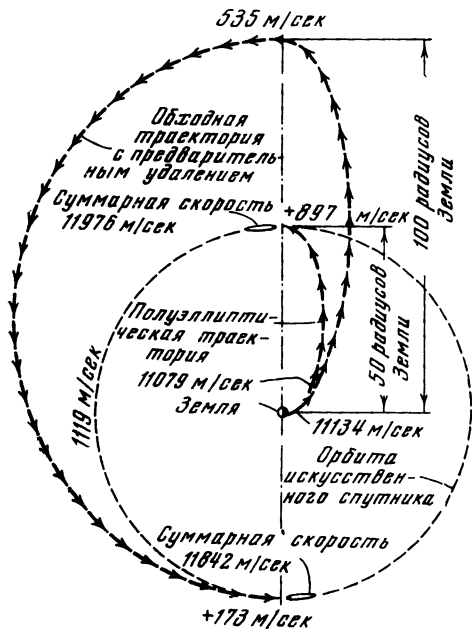 535 м/сек
Обходная
траектория
с предваритель-
ным удалением
Суммарная скорость
11976 м/сек
+897 м/сек
100 радиусов
Земли
50 радиусов
Земли
Полуэллипти-
ческая траек-
тория
11079 м/сек
Земля
11134 м/сек
1119 м/сек
Орбита
искусствен-
ного спутника
Суммарная скорость
11842 м/сек
+173 м/сек